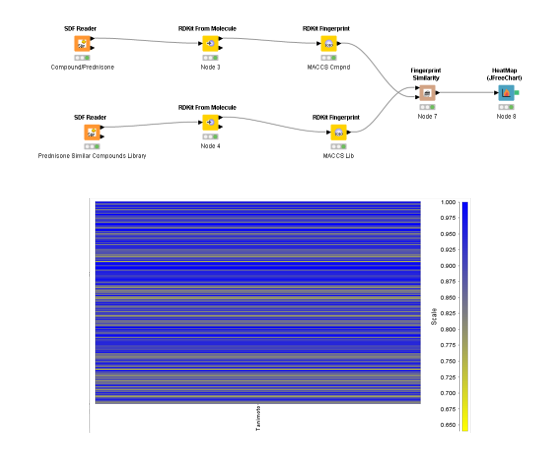 SDF Reader
RDKit From Molecule
RDKit Fingerprint
Compound/Prednisone
Node 3
MACCS Cmpnd
Fingerprint
Similarity
HeatMap
(JFreeChart)
Node 7
Node 8
SDF Reader
RDKit From Molecule
RDKit Fingerprint
Prednisone Similar Compounds Library
Node 4
MACCS Lib
1.000
0.975
0.950
0.925
0.900
0.875
0.850
0.825
0.800
0.775
0.750
0.725
0.700
0.675
0.650
Scale
Tanimoto